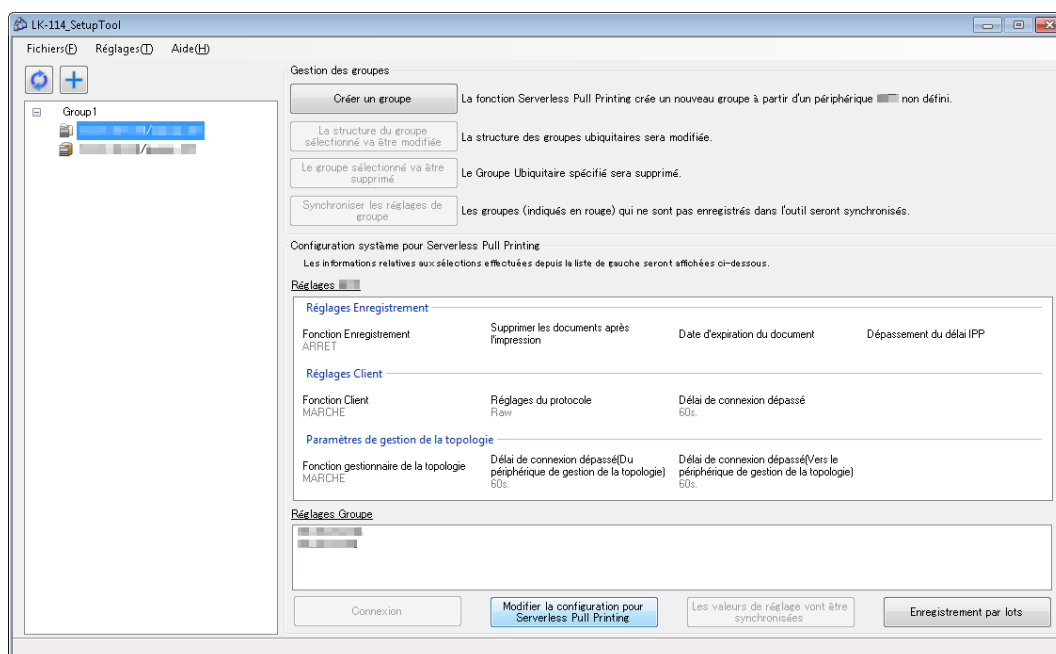 LK-114_SetupTool
Fichiers(F) Réglages(T) Aide(H)
Group1
/
/
Gestion des groupes
Créer un groupe
La fonction Serverless Pull Printing crée un nouveau groupe à partir d'un périphérique non défini.
La structure du groupe
sélectionné va être modifiée
La structure des groupes ubiquitaires sera modifiée.
Le groupe sélectionné va être
supprimé
Le Groupe Ubiquitaire spécifié sera supprimé.
Synchroniser les réglages de
groupe
Les groupes (indiqués en rouge) qui ne sont pas enregistrés dans l'outil seront synchronisés.
Configuration système pour Serverless Pull Printing
Les informations relatives aux sélections effectuées depuis la liste de gauche seront affichées ci-dessous.
Réglages
Réglages Enregistrement
Fonction Enregistrement
ARRET
Supprimer les documents après
l'impression
Date d'expiration du document
Dépassement du délai IPP
Réglages Client
Fonction Client
MARCHE
Réglages du protocole
Raw
Délai de connexion dépassé
60s.
Paramètres de gestion de la topologie
Fonction gestionnaire de la topologie
MARCHE
Délai de connexion dépassé(Du
périphérique de gestion de la topologie)
60s.
Délai de connexion dépassé(Vers le
périphérique de gestion de la topologie)
60s.
Réglages Groupe
Connexion
Modifier la configuration pour
Serverless Pull Printing
Les valeurs de réglage vont être
synchronisées
Enregistrement par lots